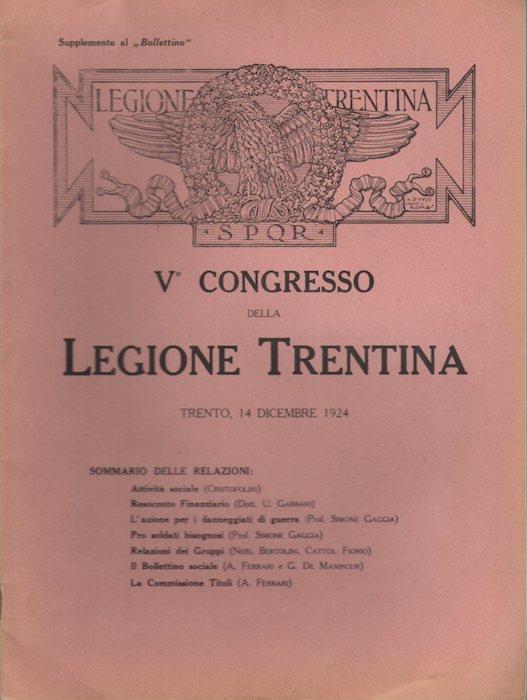 Supplemento al „Bollettino"
LEGIONE TRENTINA
· SPQR ·
ROMA
V° CONGRESSO
DELLA
LEGIONE TRENTINA
TRENTO, 14 DICEMBRE 1924
SOMMARIO DELLE RELAZIONI:
Attività sociale (CRISTOFOLINI)
Resoconto Finanziario (Dott. U. GARBARI)
L'azione per i danneggiati di guerra (Prof. SIMONE GAGGIA)
Pro soldati bisognosi (Prof. SIMONE GAGGIA)
Relazioni dei Gruppi (NERI, BERTOLINI, CATTOI, FIORIO)
Il Bollettino sociale (A. FERRARI e G. DE MANINCOR)
La Commissione Titoli (A. FERRARI)